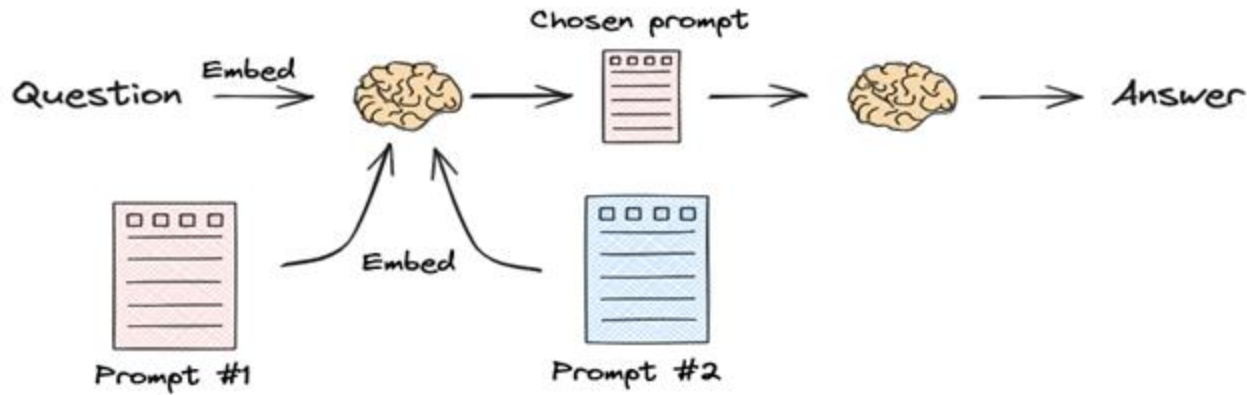 Chosen prompt
Question
Embed
Answer
Embed
Prompt #1
Prompt #2